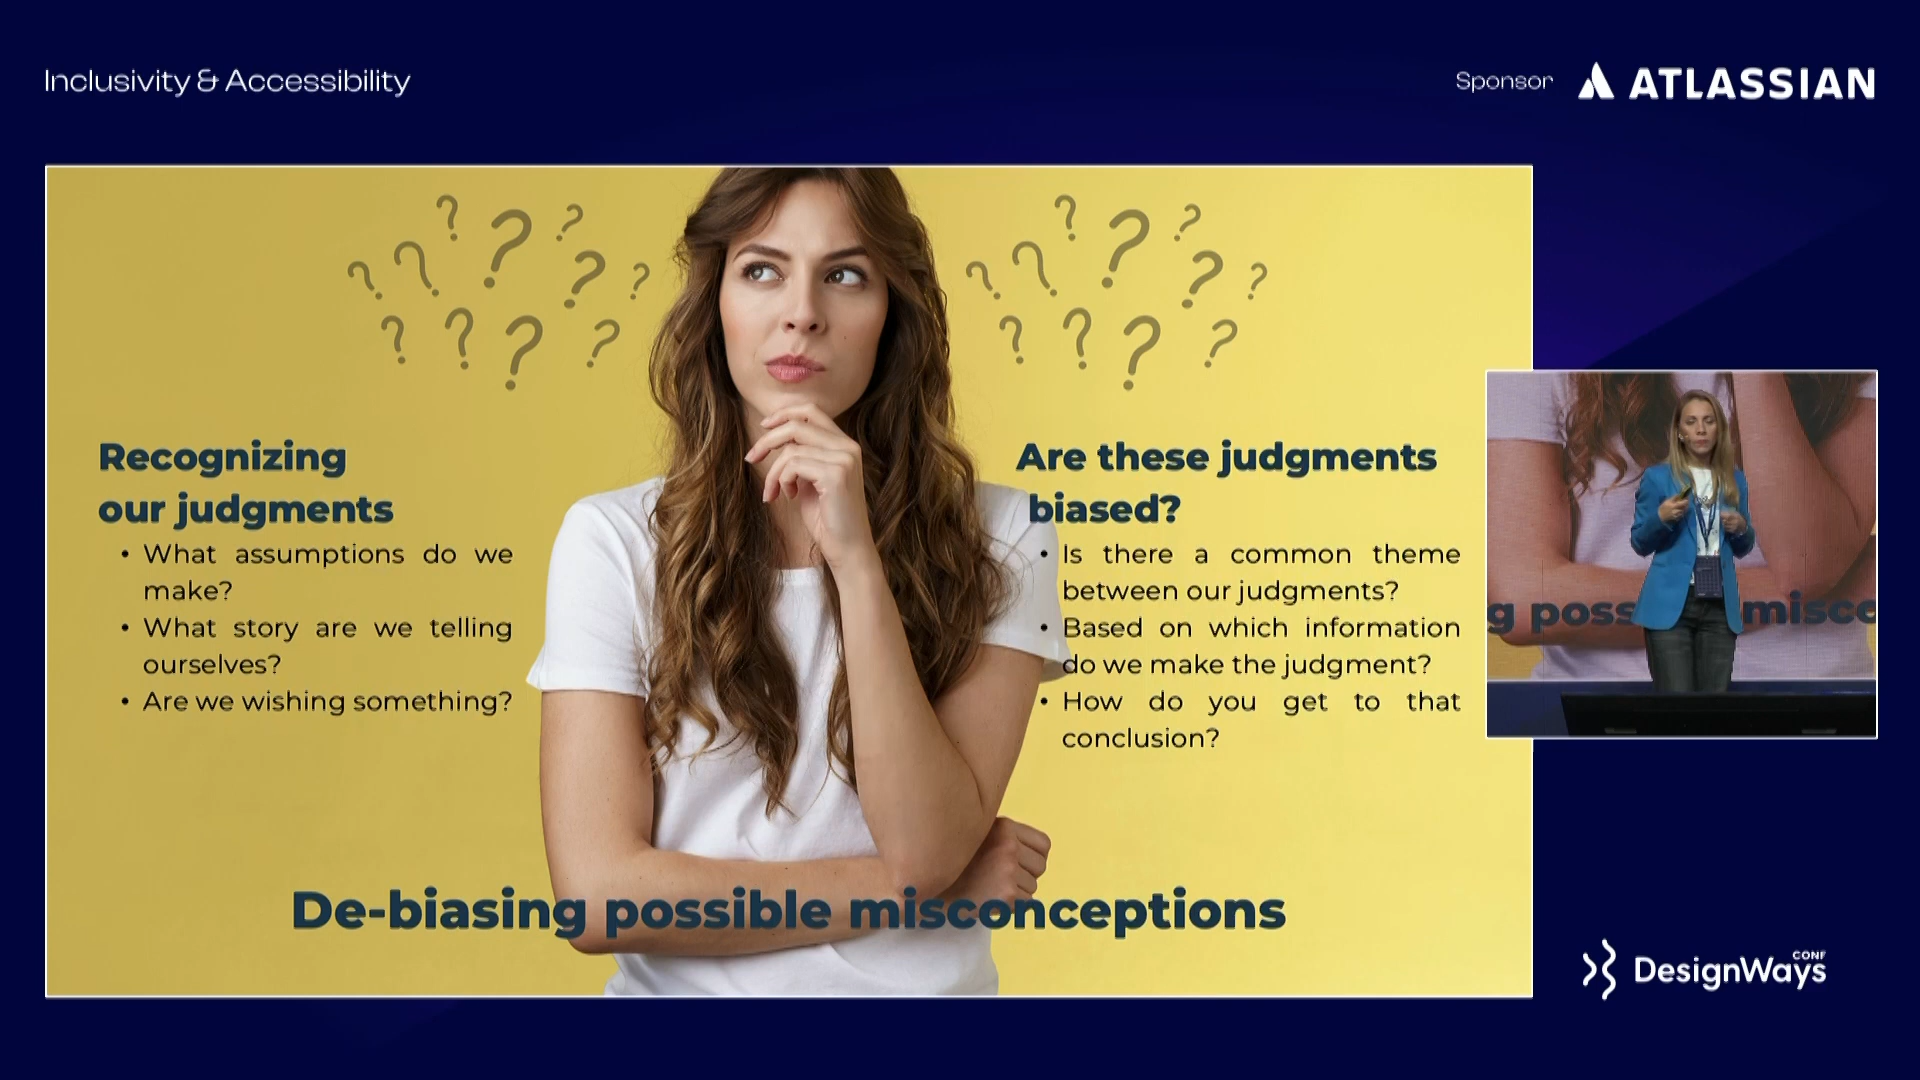 Inclusivity & Accessibility
Sponsor ATLASSIAN
? ? ? ? ? ? ? ? ? ? ?
? ? ? ? ? ? ? ? ? ? ?
Recognizing
our judgments
• What assumptions do we
make?
• What story are we telling
ourselves?
• Are we wishing something?
Are these judgments
biased?
• Is there a common theme
between our judgments?
• Based on which information
do we make the judgment?
• How do you get to that
conclusion?
De-biasing possible misconceptions
g poss misco
DesignWays CONF